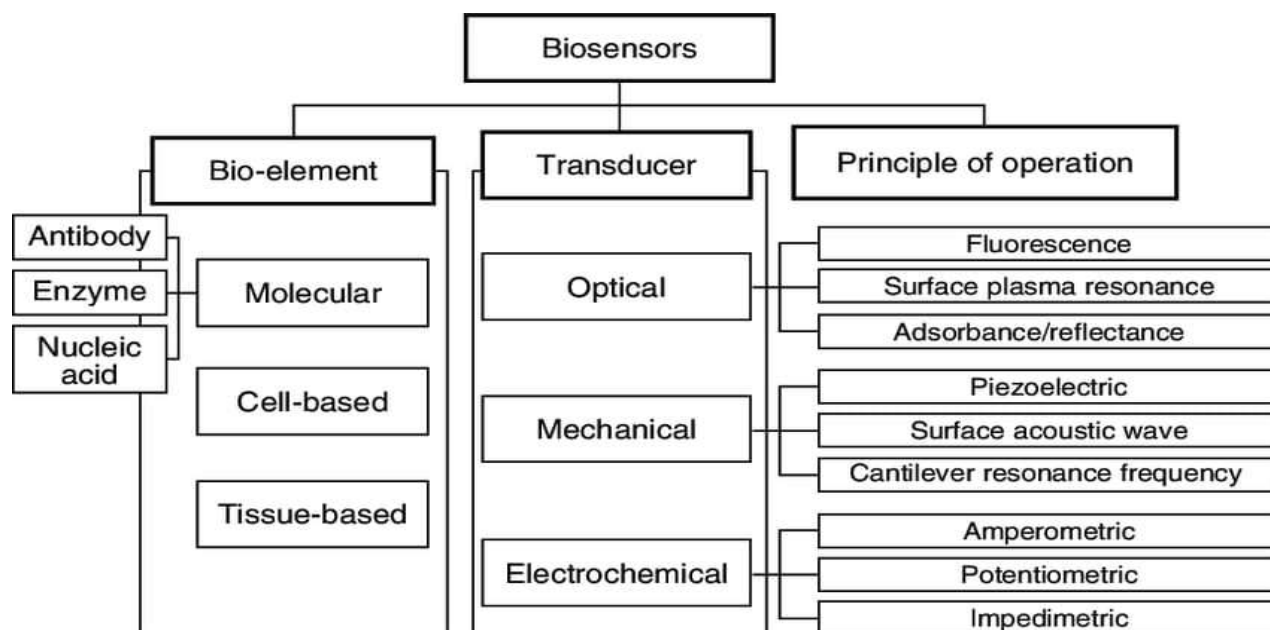 Biosensors
Bio-element
Transducer
Principle of operation
Antibody
Enzyme
Nucleic
acid
Molecular
Cell-based
Tissue-based
Optical
Mechanical
Electrochemical
Fluorescence
Surface plasma resonance
Adsorbance/reflectance
Piezoelectric
Surface acoustic wave
Cantilever resonance frequency
Amperometric
Potentiometric
Impedimetric